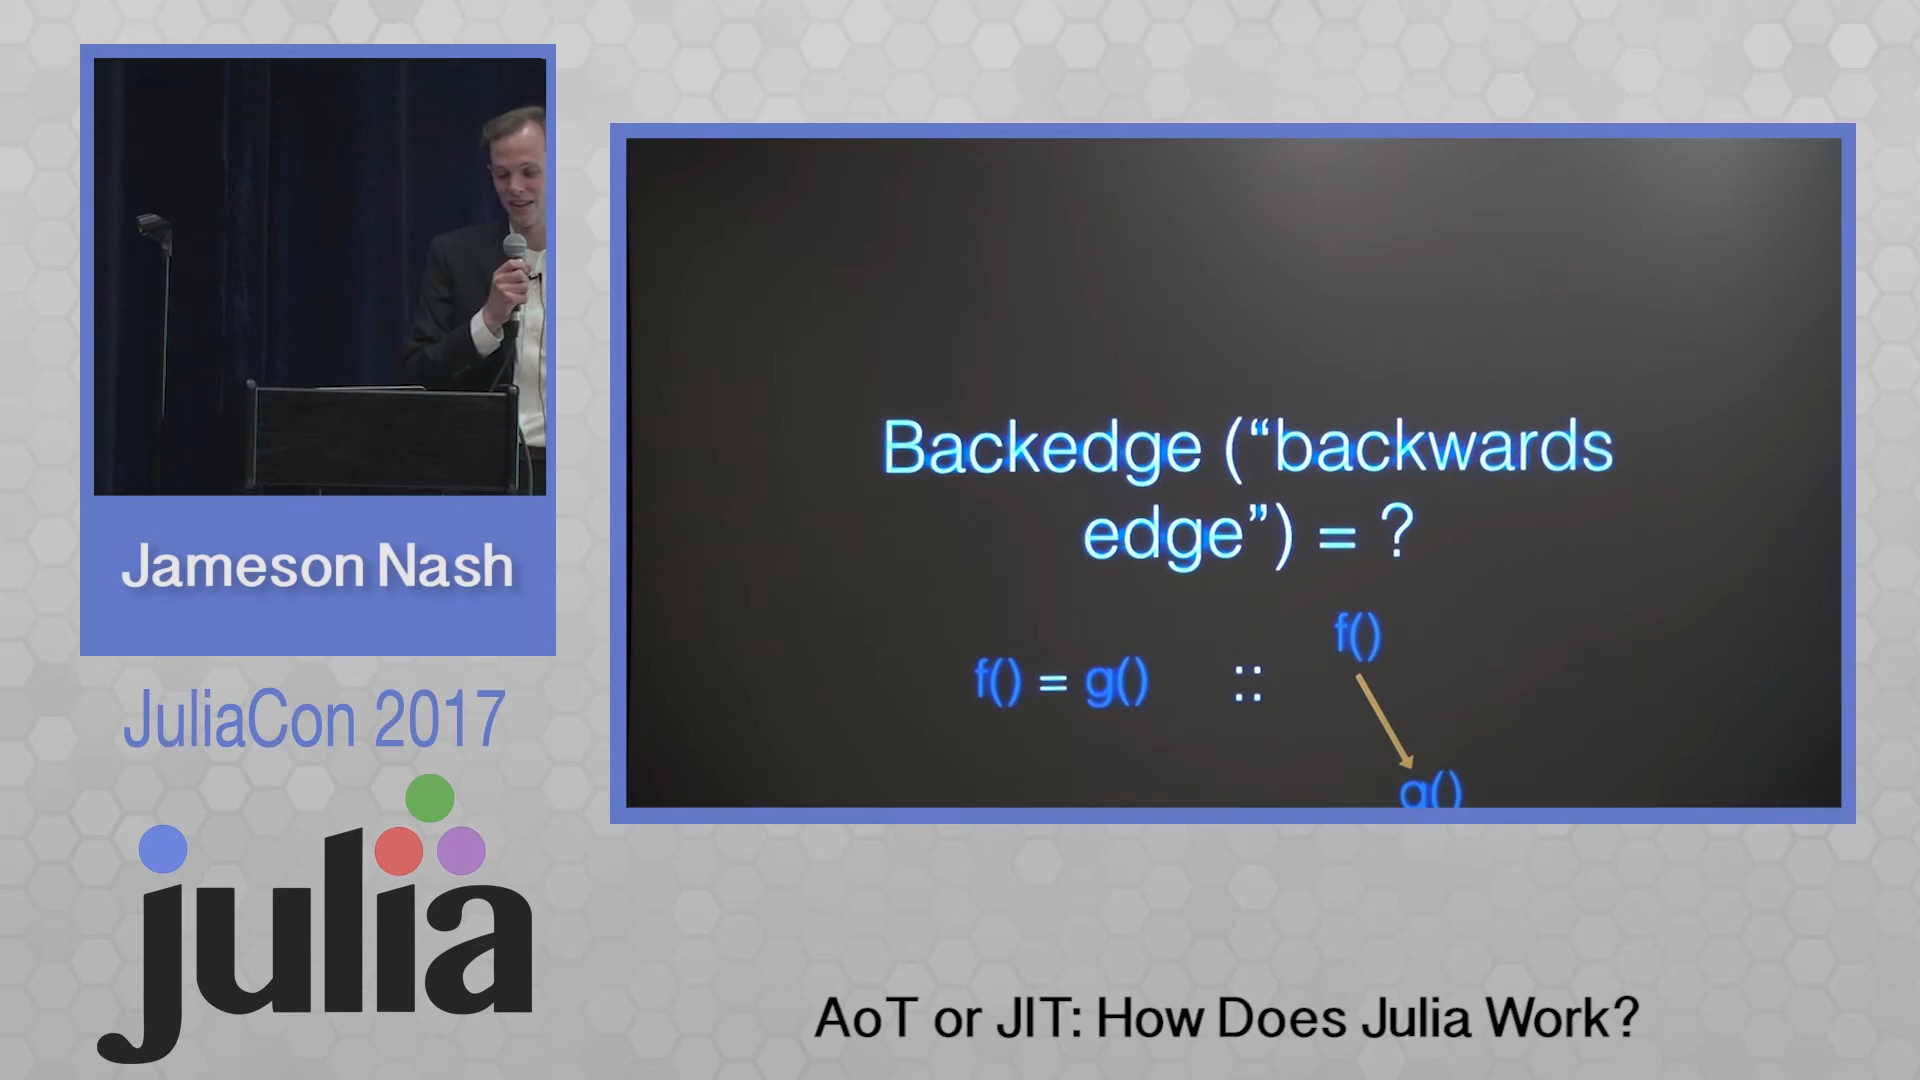 Jameson Nash
JuliaCon 2017
julia
Backedge (“backwards
edge”) = ?
f() = g() :: f()
g()
AoT or JIT: How Does Julia Work?